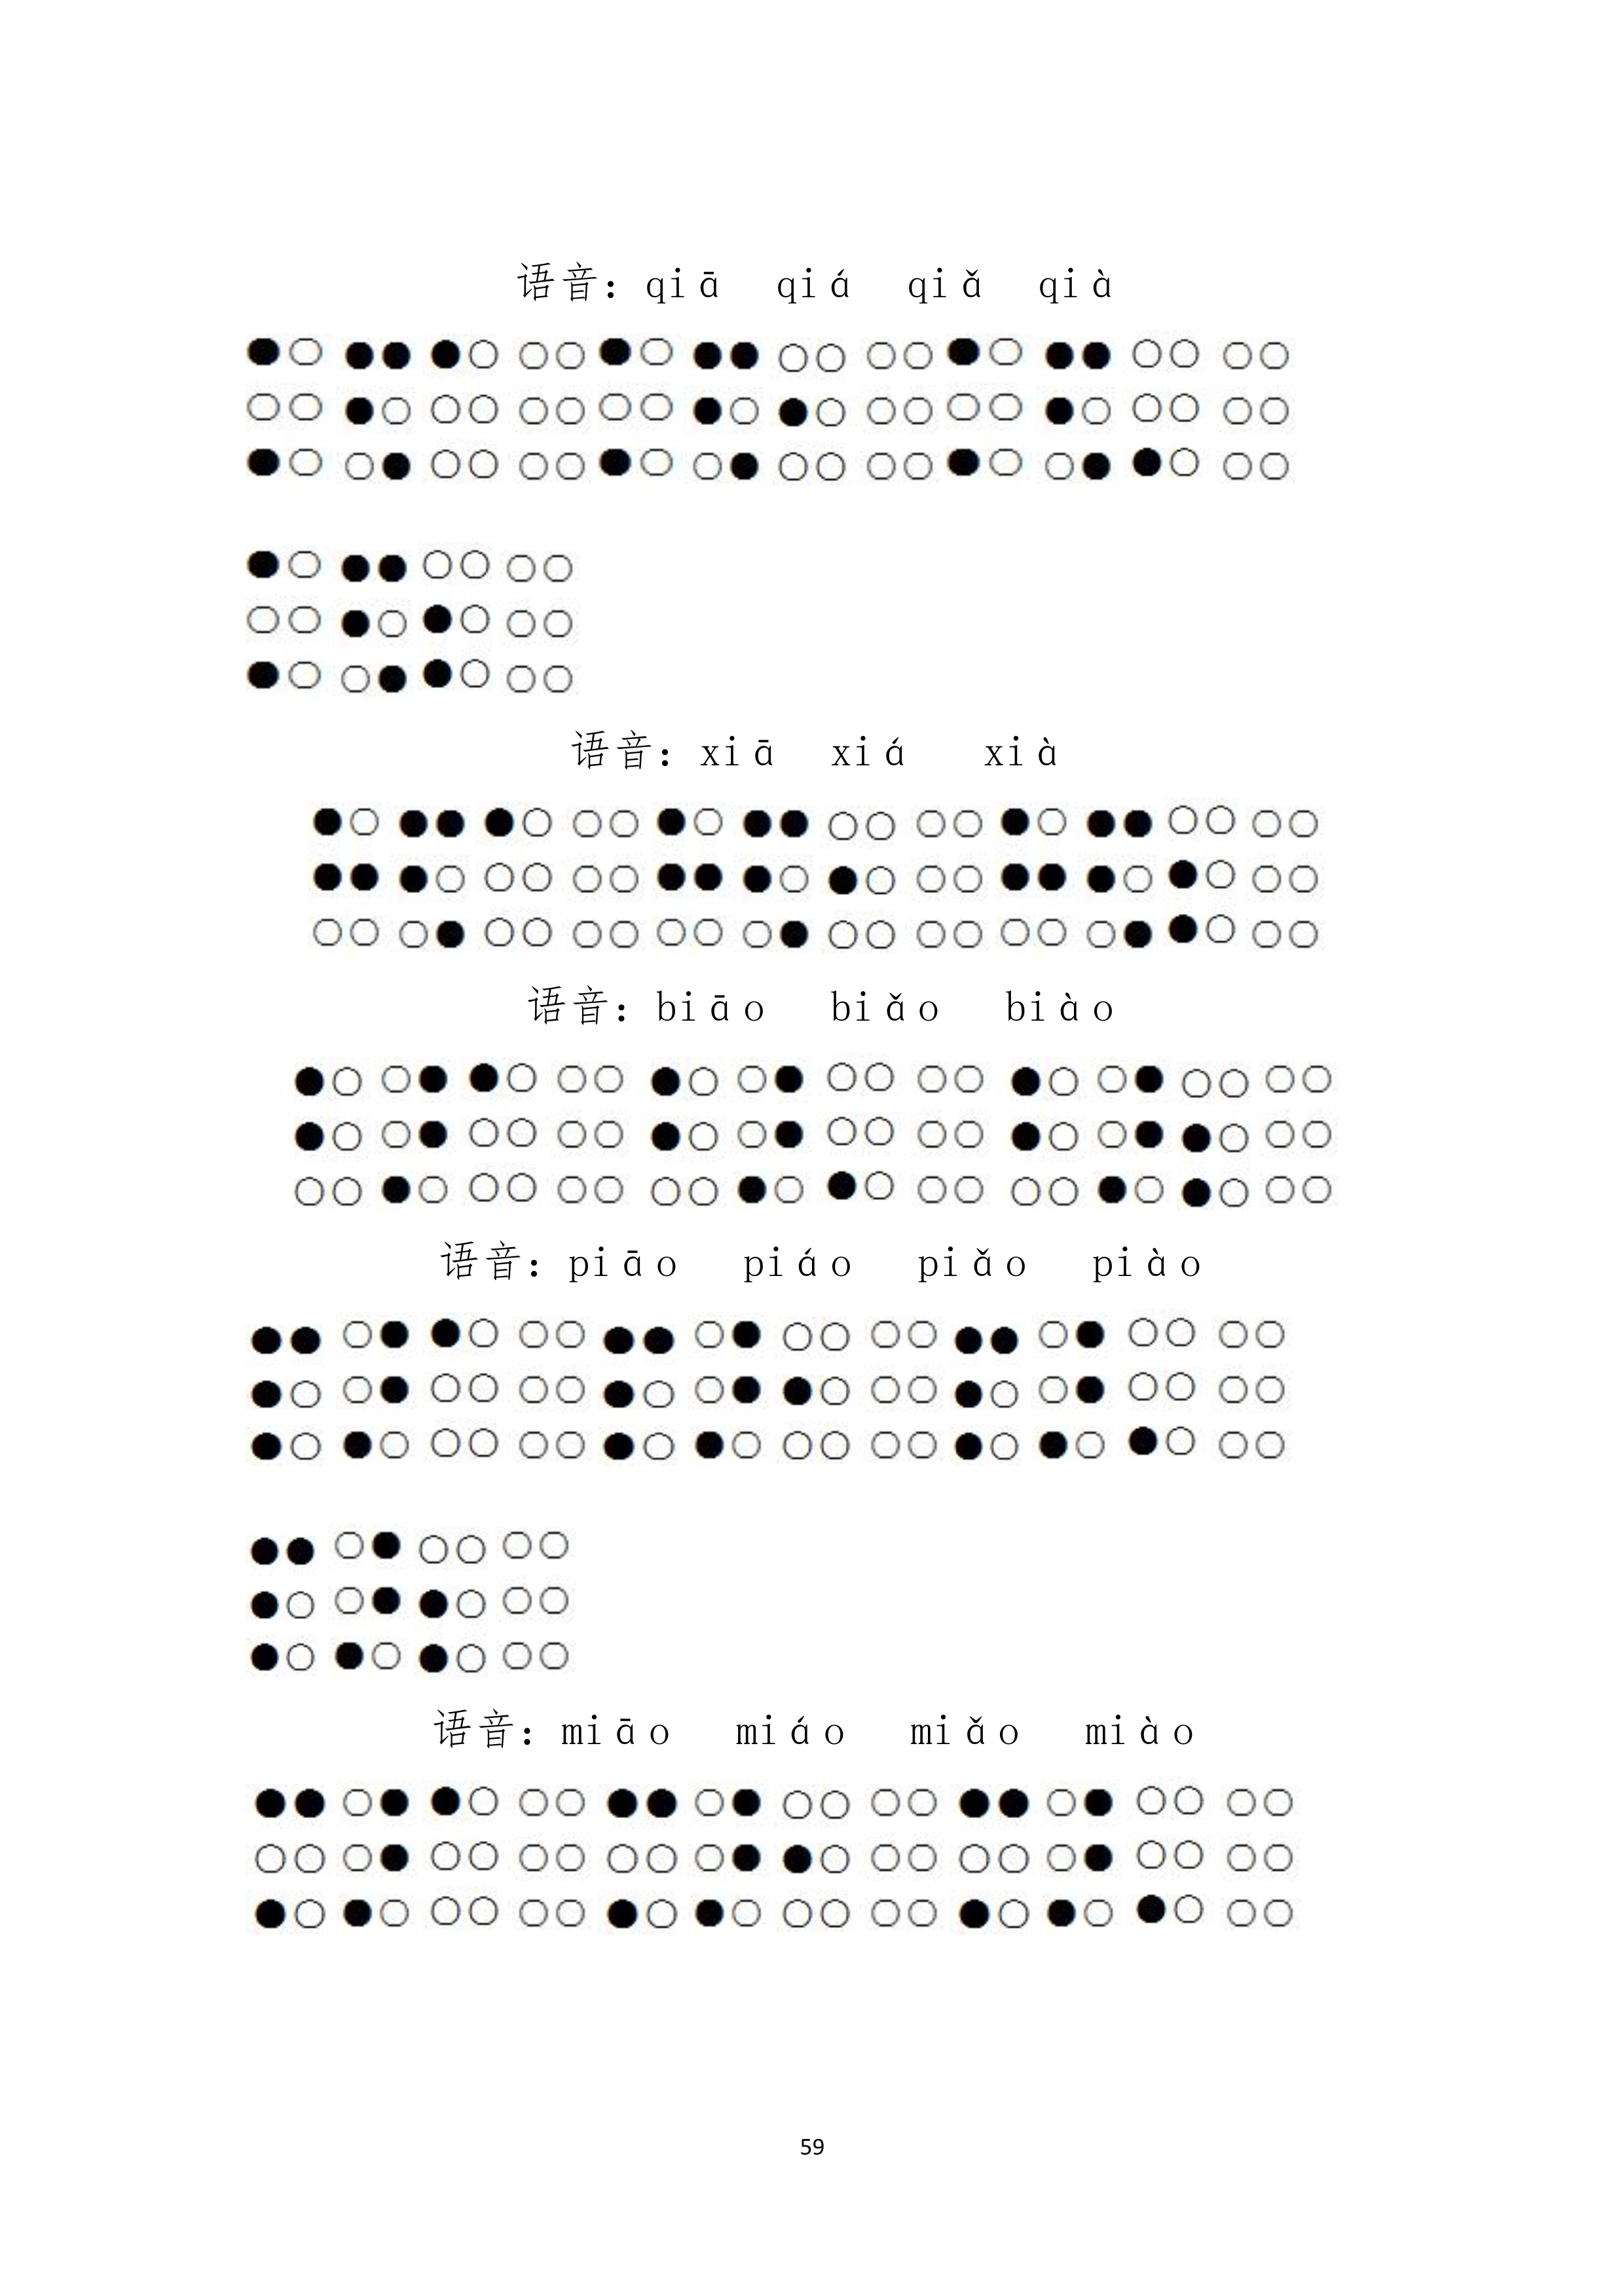 语音：qiā qiá qiǎ qià
语音：xiā xiá xià
语音：biāo biǎo biào
语音：piāo piáo piǎo piào
语音：miāo miáo miǎo miào
59